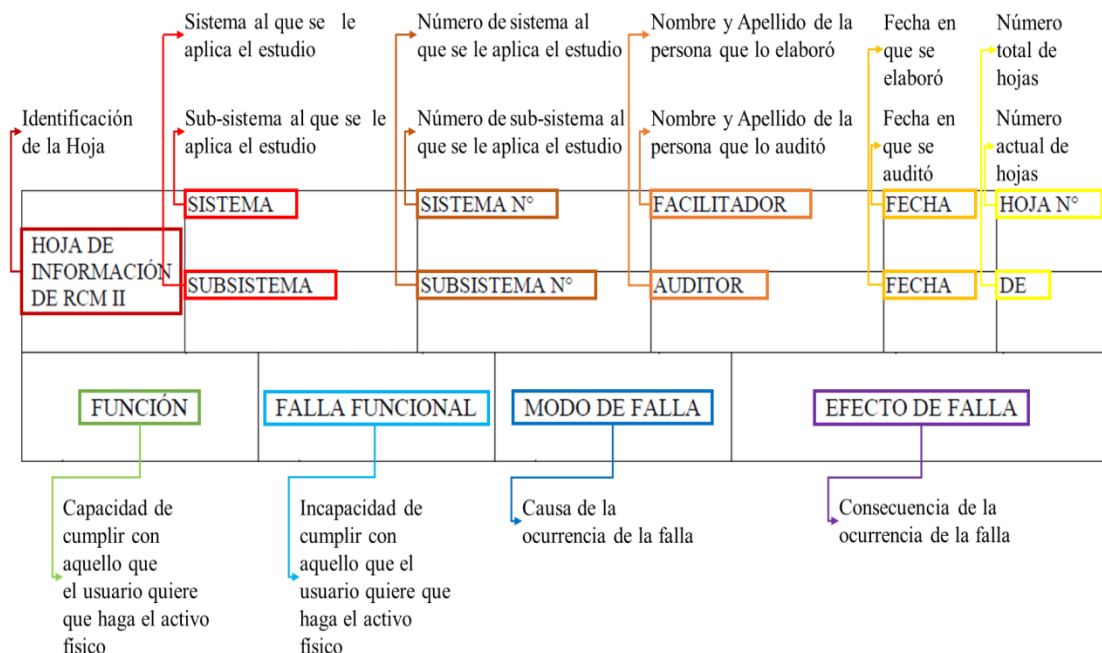 Sistema al que se le
aplica el estudio
Número de sistema al
que se le aplica el estudio
Nombre y Apellido de la
persona que lo elaboró
Fecha en
que se
elaboró
Número
total de
hojas
Identificación
de la Hoja
Sub-sistema al que se le
aplica el estudio
Número de sub-sistema al
que se le aplica el estudio
Nombre y Apellido de la
persona que lo auditó
Fecha en
que se
auditó
Número
actual de
hojas
HOJA DE
INFORMACIÓN
DE RCM II
SISTEMA
SISTEMA N°
FACILITADOR
FECHA
HOJA N°
SUBSISTEMA
SUBSISTEMA N°
AUDITOR
FECHA
DE
FUNCIÓN
FALLA FUNCIONAL
MODO DE FALLA
EFECTO DE FALLA
Capacidad de
cumplir con
aquello que
el usuario quiere
que haga el activo
físico
Incapacidad de
cumplir con
aquello que el
usuario quiere que
haga el activo
físico
Causa de la
ocurrencia de la falla
Consecuencia de la
ocurrencia de la falla